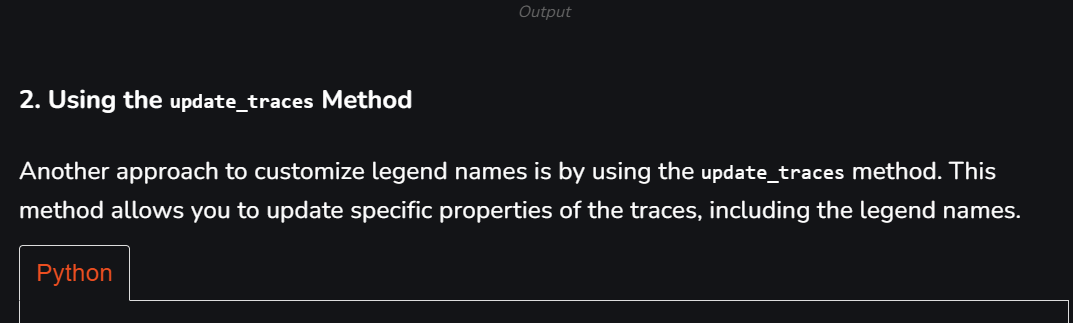 Output
2. Using the update_traces Method
Another approach to customize legend names is by using the update_traces method. This
method allows you to update specific properties of the traces, including the legend names.
Python